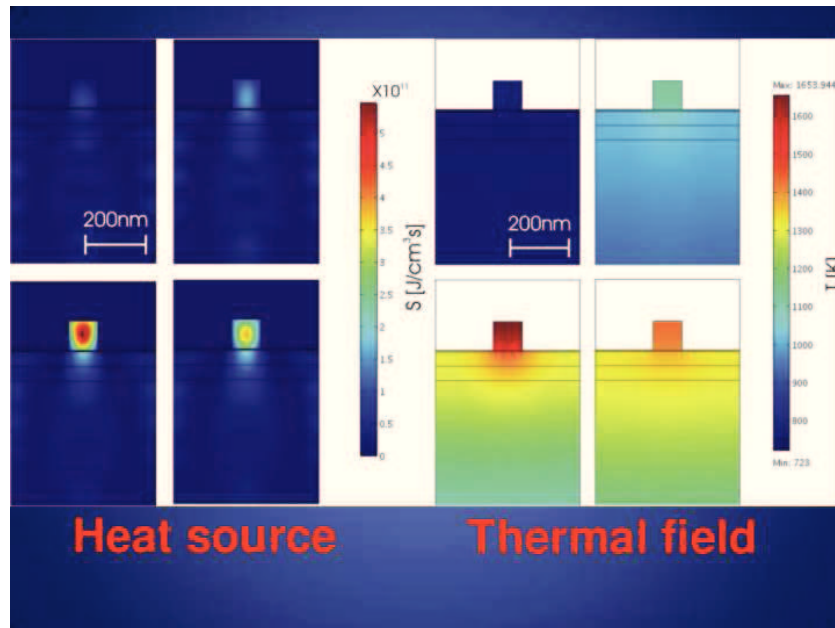 X10¹¹
5
4.5
4
3.5
3
2.5
2
1.5
1
0.5
0
S [J/cm³s]
200nm
Max: 1653.944
1600
1500
1400
1300
1200
1100
1000
900
800
Min: 723
T [K]
200nm
Heat source
Thermal field